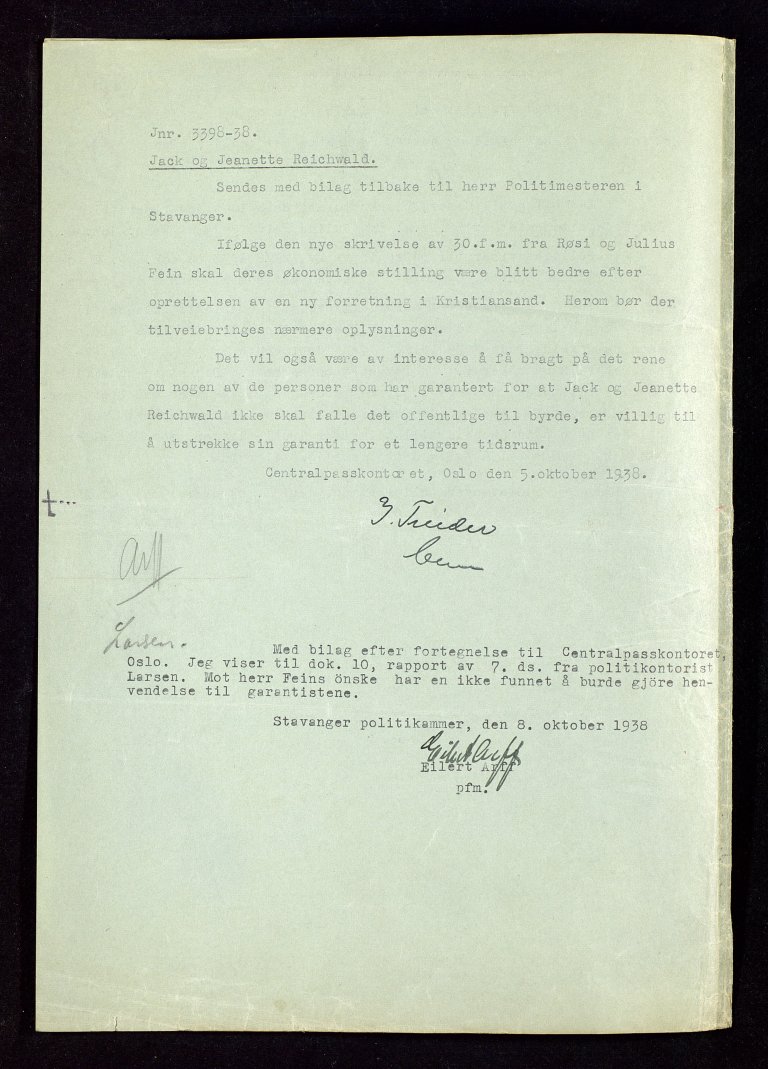 Jnr. 3398-38.
Jack og Jeanette Reichwald.
Sendes med bilag tilbake til herr Politimesteren i
Stavanger.
Ifølge den nye skrivelse av 30.f.m. fra Røsi og Julius
Fein skal deres økonomiske stilling være blitt bedre efter
oprettelsen av en ny forretning i Kristiansand. Herom bør der
tilveiebringes nærmere oplysninger.
Det vil også være av interesse å få bragt på det rene
om nogen av de personer som har garantert for at Jack og Jeanette
Reichwald ikke skal falle det offentlige til byrde, er villig til
å utstrekke sin garanti for et lengere tidsrum.
Centralpasskontoret, Oslo den 5.oktober 1938.
Arff
Larsen.
Med bilag efter fortegnelse til Centralpasskontoret,
Oslo. Jeg viser til dok. 10, rapport av 7. ds. fra politikontorist
Larsen. Mot herr Feins önske har en ikke funnet å burde gjöre hen-
vendelse til garantistene.
Stavanger politikammer, den 8. oktober 1938
Eilert Arff
Eilert Arff
pfm.